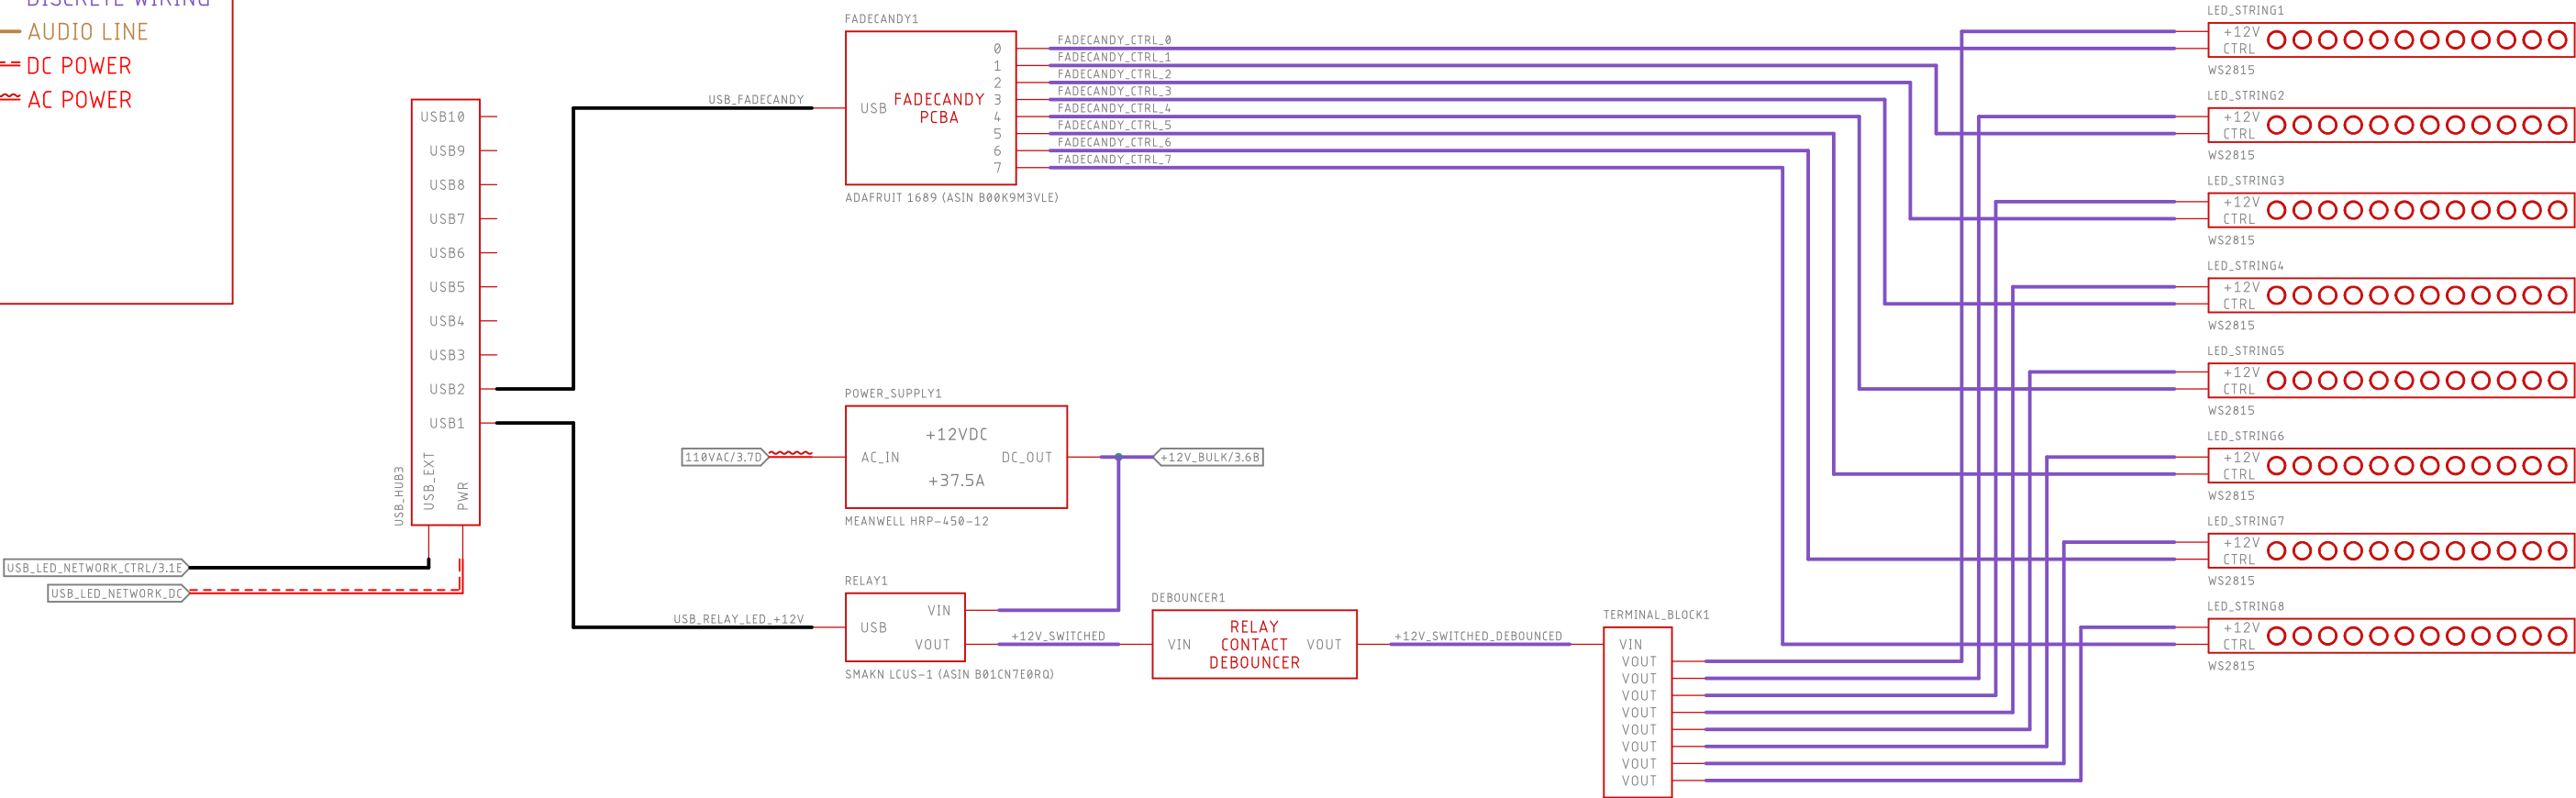 DISCRETE WIRING
AUDIO LINE
DC POWER
AC POWER
USB10
USB9
USB8
USB7
USB6
USB5
USB4
USB3
USB2
USB1
USB_EXT
PWR
USB_HUB3
USB_LED_NETWORK_CTRL/3.1E
USB_LED_NETWORK_DC
FADECANDY1
USB_FADECANDY
USB
FADECANDY
PCBA
0
1
2
3
4
5
6
7
FADECANDY_CTRL_0
FADECANDY_CTRL_1
FADECANDY_CTRL_2
FADECANDY_CTRL_3
FADECANDY_CTRL_4
FADECANDY_CTRL_5
FADECANDY_CTRL_6
FADECANDY_CTRL_7
ADAFRUIT 1689 (ASIN B00K9M3VLE)
POWER_SUPPLY1
+12VDC
110VAC/3.7D
AC_IN
DC_OUT
+12V_BULK/3.6B
+37.5A
MEANWELL HRP-450-12
RELAY1
VIN
USB_RELAY_LED_+12V
USB
VOUT
SMAKN LCUS-1 (ASIN B01CN7E0RQ)
+12V_SWITCHED
DEBOUNCER1
VIN
RELAY
CONTACT
DEBOUNCER
VOUT
+12V_SWITCHED_DEBOUNCED
TERMINAL_BLOCK1
VIN
VOUT
VOUT
VOUT
VOUT
VOUT
VOUT
VOUT
VOUT
LED_STRING1
+12V
CTRL
WS2815
LED_STRING2
+12V
CTRL
WS2815
LED_STRING3
+12V
CTRL
WS2815
LED_STRING4
+12V
CTRL
WS2815
LED_STRING5
+12V
CTRL
WS2815
LED_STRING6
+12V
CTRL
WS2815
LED_STRING7
+12V
CTRL
WS2815
LED_STRING8
+12V
CTRL
WS2815